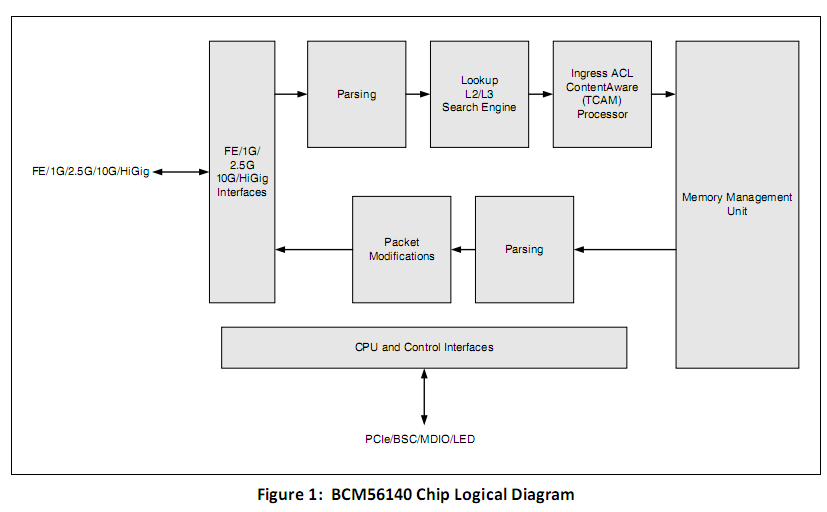 Parsing
Lookup
L2/L3
Search Engine
Ingress ACL
ContentAware
(TCAM)
Processor
FE/1G/2.5G/10G/HiGig
FE/1G/
2.5G
10G/HiGig
Interfaces
Memory Management
Unit
Packet
Modifications
Parsing
CPU and Control Interfaces
PCIe/BSC/MDIO/LED
Figure 1: BCM56140 Chip Logical Diagram